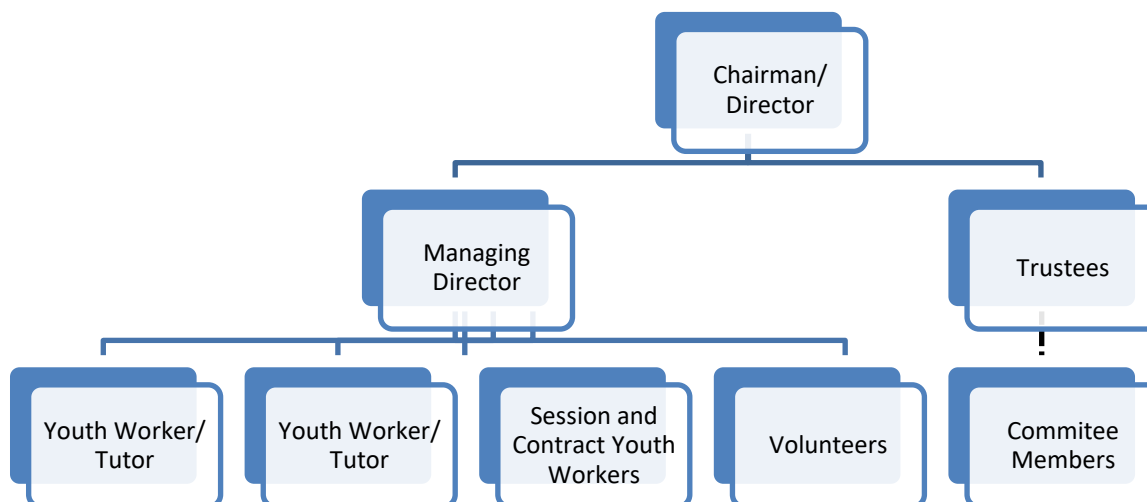 Chairman/
Director
Managing
Director
Trustees
Youth Worker/
Tutor
Youth Worker/
Tutor
Session and
Contract Youth
Workers
Volunteers
Commitee
Members